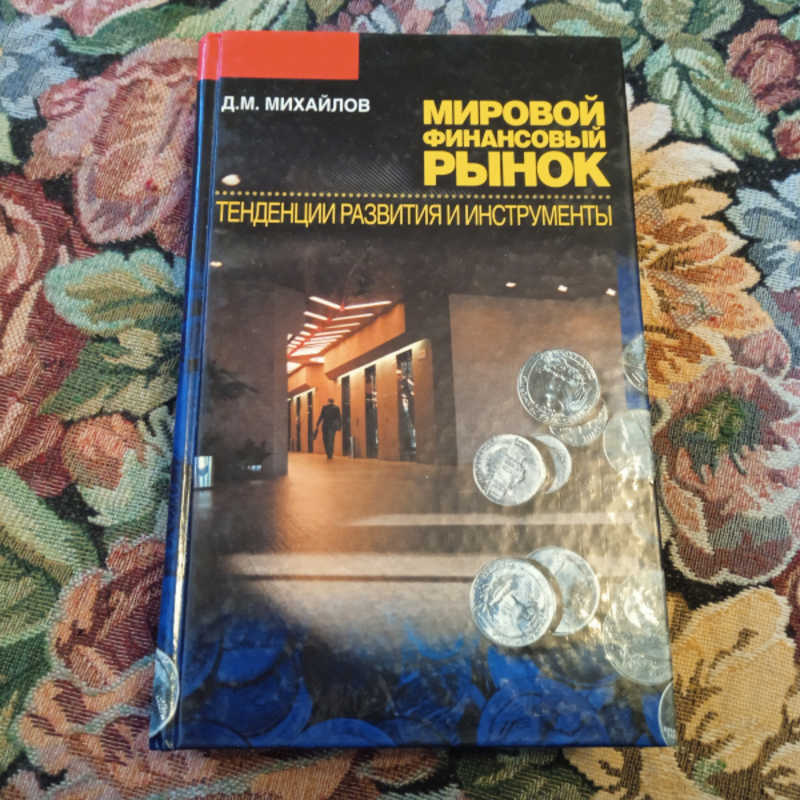 Д.М. МИХАЙЛОВ
МИРОВОЙ
ФИНАНСОВЫЙ
РЫНОК
ТЕНДЕНЦИИ РАЗВИТИЯ И ИНСТРУМЕНТЫ